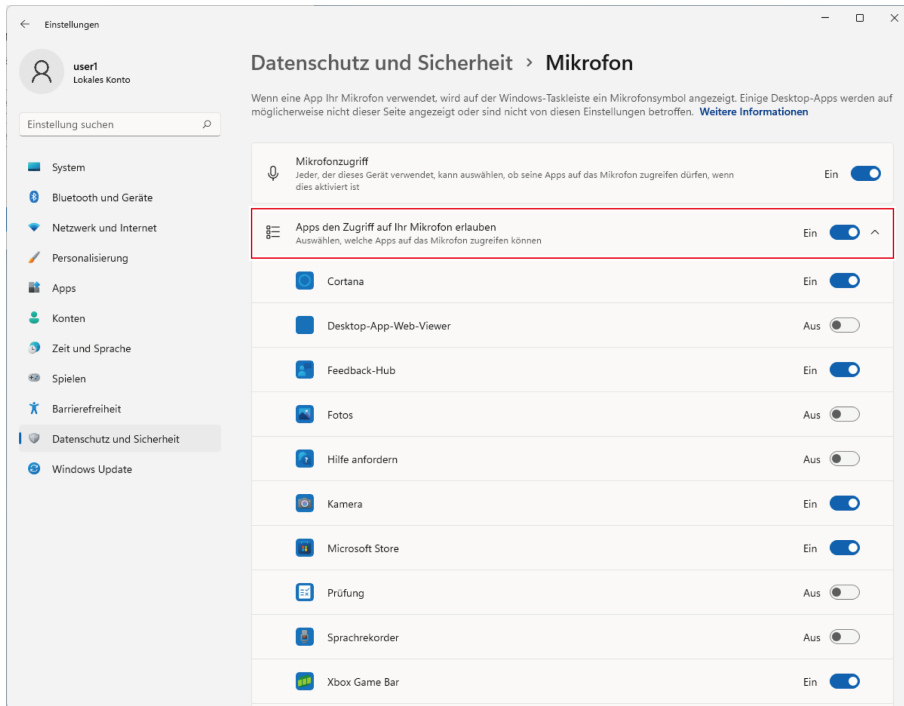 Einstellungen
user1
Lokales Konto
Einstellung suchen
System
Bluetooth und Geräte
Netzwerk und Internet
Personalisierung
Apps
Konten
Zeit und Sprache
Spielen
Barrierefreiheit
Datenschutz und Sicherheit
Windows Update
Datenschutz und Sicherheit › Mikrofon
Wenn eine App Ihr Mikrofon verwendet, wird auf der Windows-Taskleiste ein Mikrofonsymbol angezeigt. Einige Desktop-Apps werden auf
möglicherweise nicht dieser Seite angezeigt oder sind nicht von diesen Einstellungen betroffen. Weitere Informationen
Mikrofonzugriff
Jeder, der dieses Gerät verwendet, kann auswählen, ob seine Apps auf das Mikrofon zugreifen dürfen, wenn
dies aktiviert ist
Ein
Apps den Zugriff auf Ihr Mikrofon erlauben
Auswählen, welche Apps auf das Mikrofon zugreifen können
Ein
Cortana Ein
Desktop-App-Web-Viewer Aus
Feedback-Hub Ein
Fotos Aus
Hilfe anfordern Aus
Kamera Ein
Microsoft Store Ein
Prüfung Aus
Sprachrekorder Aus
Xbox Game Bar Ein